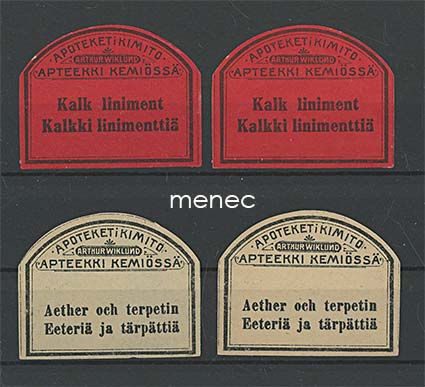 APOTEKET i KIMITO
ARTHUR WIKLUND
APTEEKKI KEMIÖSSÄ
Kalk liniment
Kalkki linimenttiä
APOTEKET i KIMITO
ARTHUR WIKLUND
APTEEKKI KEMIÖSSÄ
Kalk liniment
Kalkki linimenttiä
menec
APOTEKET i KIMITO
ARTHUR WIKLUND
APTEEKKI KEMIÖSSÄ
Aether och terpetin
Eeteriä ja tärpättiä
APOTEKET i KIMITO
ARTHUR WIKLUND
APTEEKKI KEMIÖSSÄ
Aether och terpetin
Eeteriä ja tärpättiä